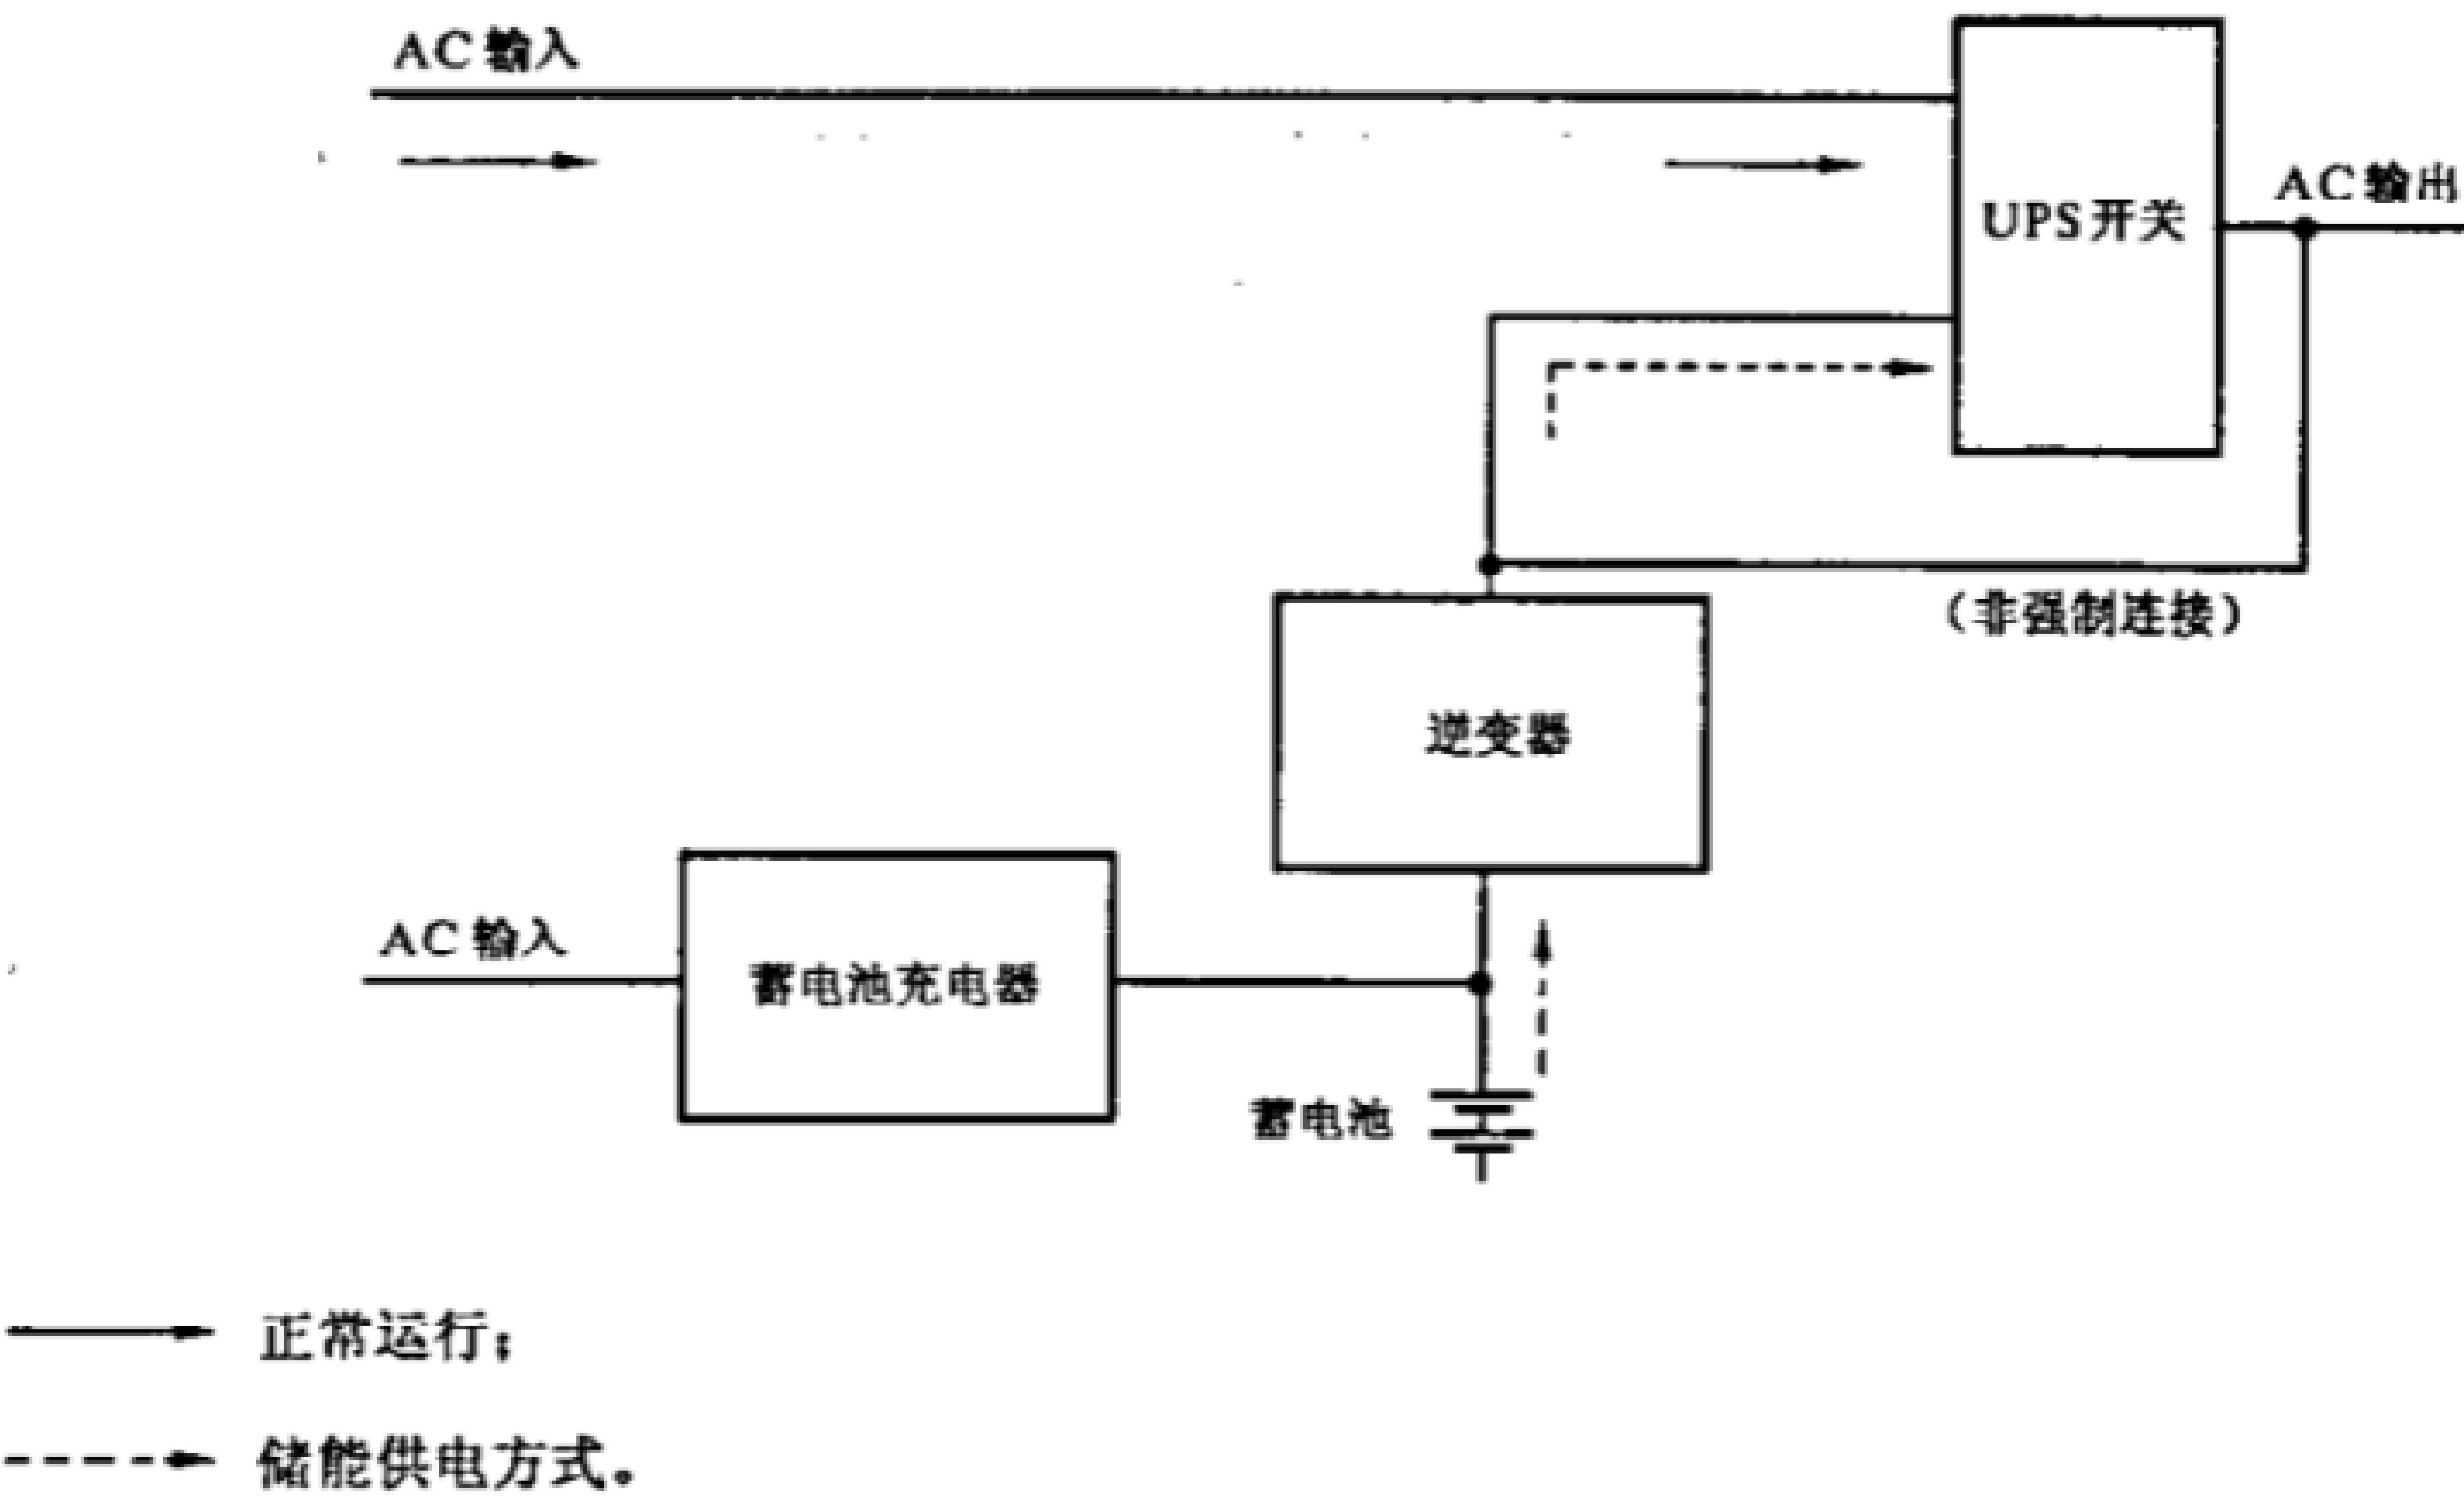 AC 输入
AC 输出
UPS 开关
（非强制连接）
逆变器
AC 输入
蓄电池充电器
蓄电池
正常运行；
储能供电方式。